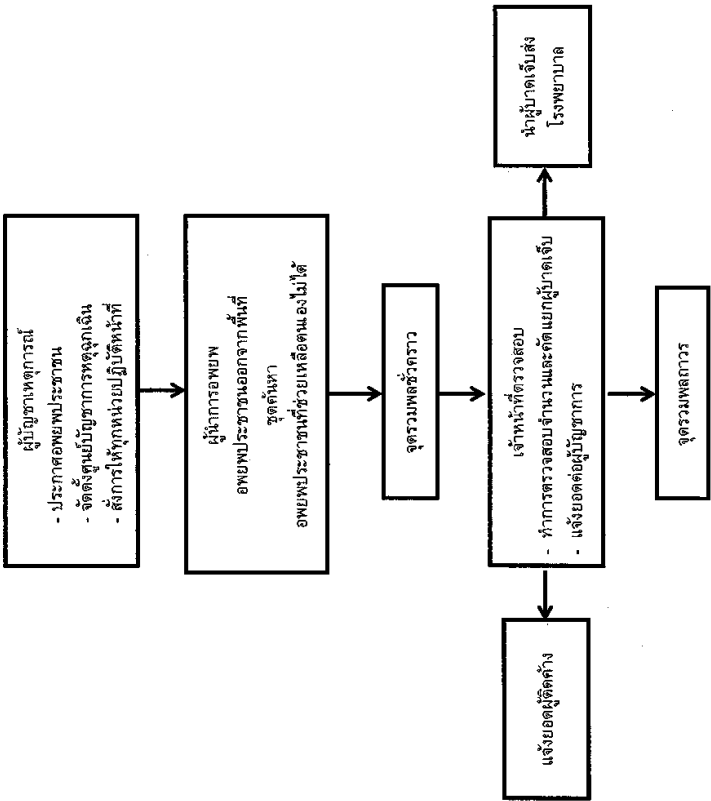 ผู้บัญชาเหตุการณ์
- ประกาศอพยพประชาชน
- จัดตั้งศูนย์บัญชาการเหตุฉุกเฉิน
- สั่งการให้ทุกหน่วยปฏิบัติหน้าที่
ผู้นำการอพยพ
อพยพประชาชนออกจากพื้นที่
ชุดค้นหา
อพยพประชาชนที่ช่วยเหลือตนเองไม่ได้
จุดรวมพลชั่วคราว
เจ้าหน้าที่ตรวจสอบ
- ทำการตรวจสอบจำนวนและคัดแยกผู้บาดเจ็บ
- แจ้งยอดต่อผู้บัญชาการ
แจ้งยอดผู้ติดค้าง
นำผู้บาดเจ็บส่ง
โรงพยาบาล
จุดรวมพลถาวร